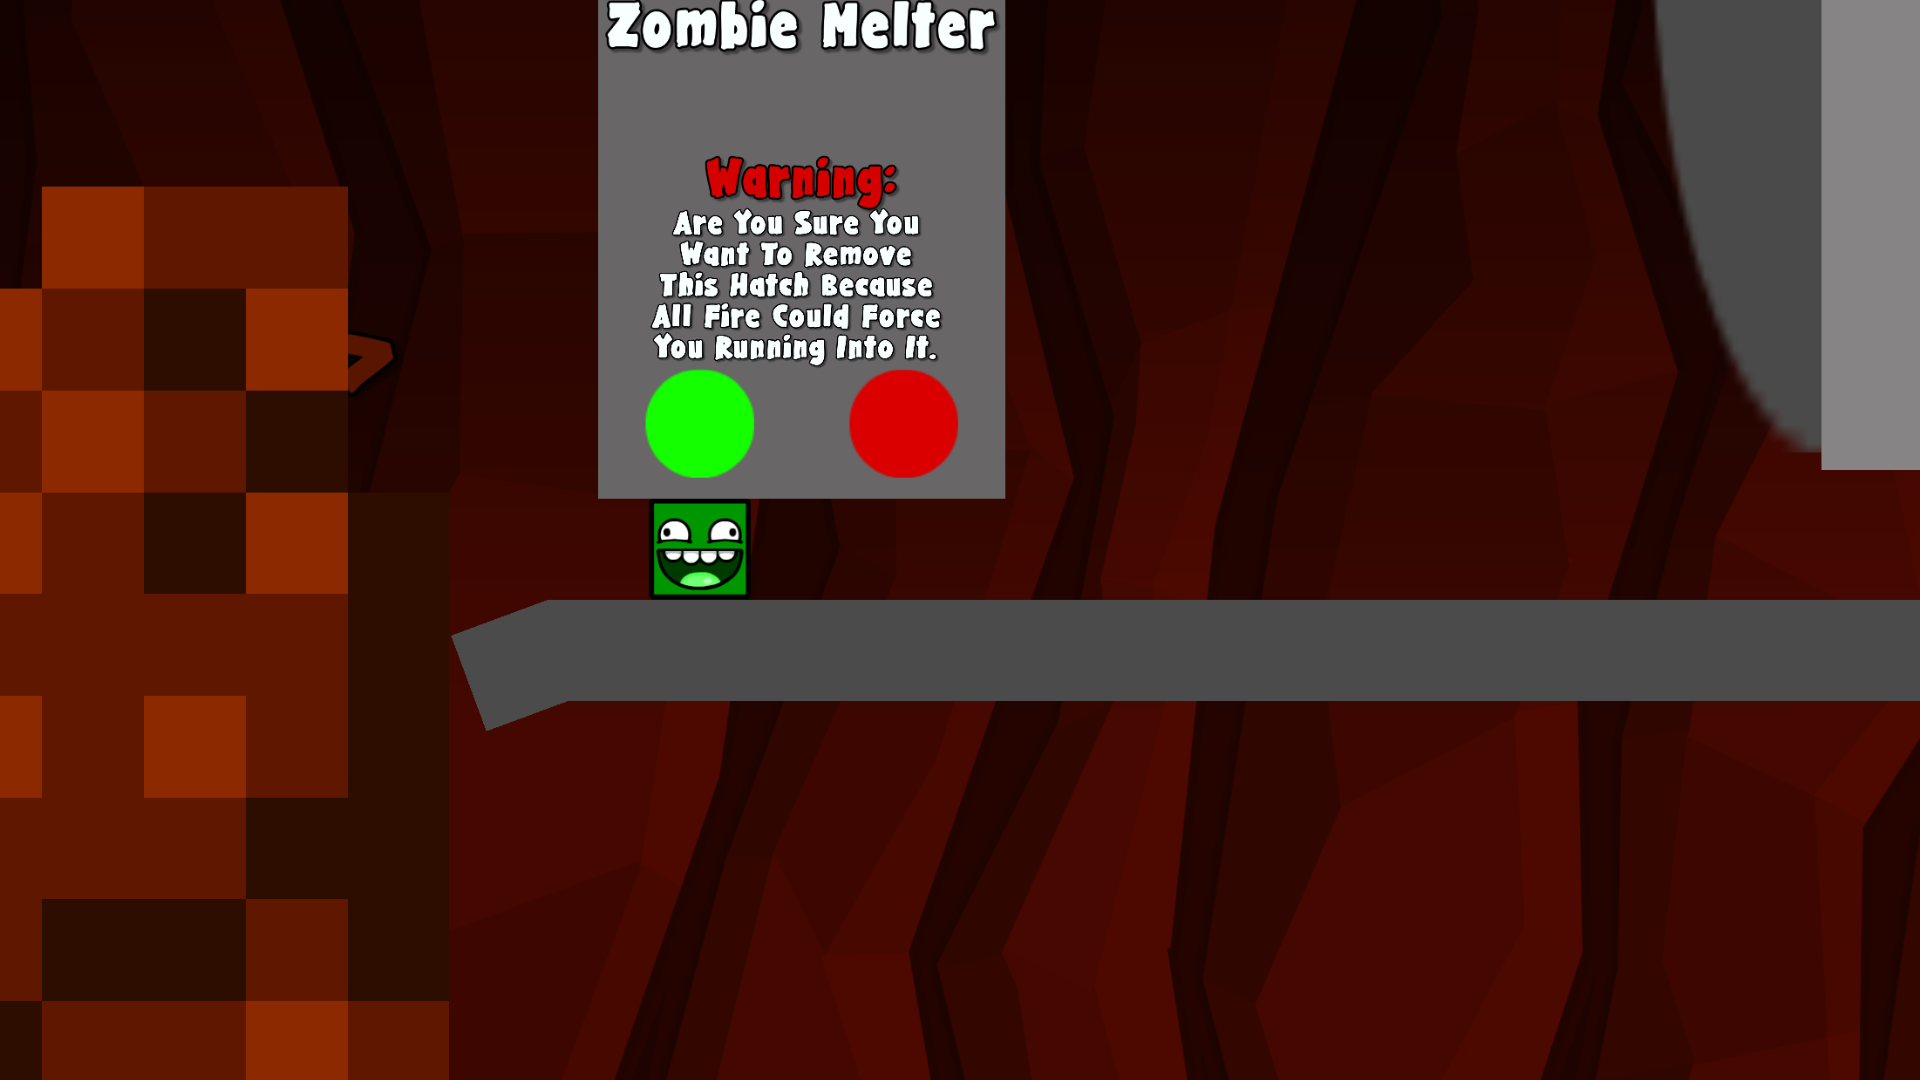 Zombie Melter
Warning:
Are You Sure You
Want To Remove
This Hatch Because
All Fire Could Force
You Running Into It.